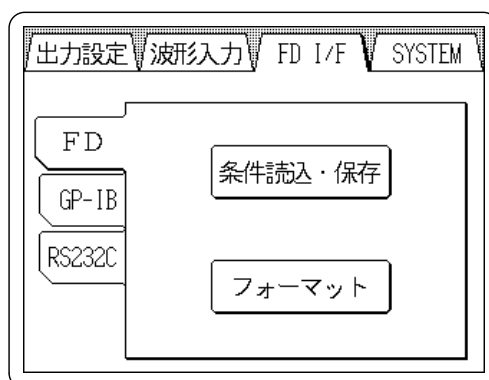 出力設定 波形入力 FD I/F SYSTEM
FD
条件読込・保存
GP-IB
RS232C
フォーマット